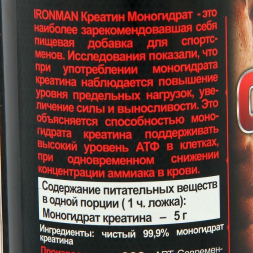 IRONMAN Креатин Моногидрат - это
наиболее зарекомендовавшая себя
пищевая добавка для спортс-
менов. Исследования показали, что
при употреблении моногидрата
креатина наблюдается повышение
уровня предельных нагрузок, уве-
личение силы и выносливости. Это
объясняется способностью моно-
гидрата креатина поддерживать
высокий уровень АТФ в клетках,
при одновременном снижении
концентрации аммиака в крови.
Содержание питательных веществ
в одной порции (1 ч. ложка):
Моногидрат креатина – 5 г
Ингредиенты: чистый 99,9% моногидрат
креатина